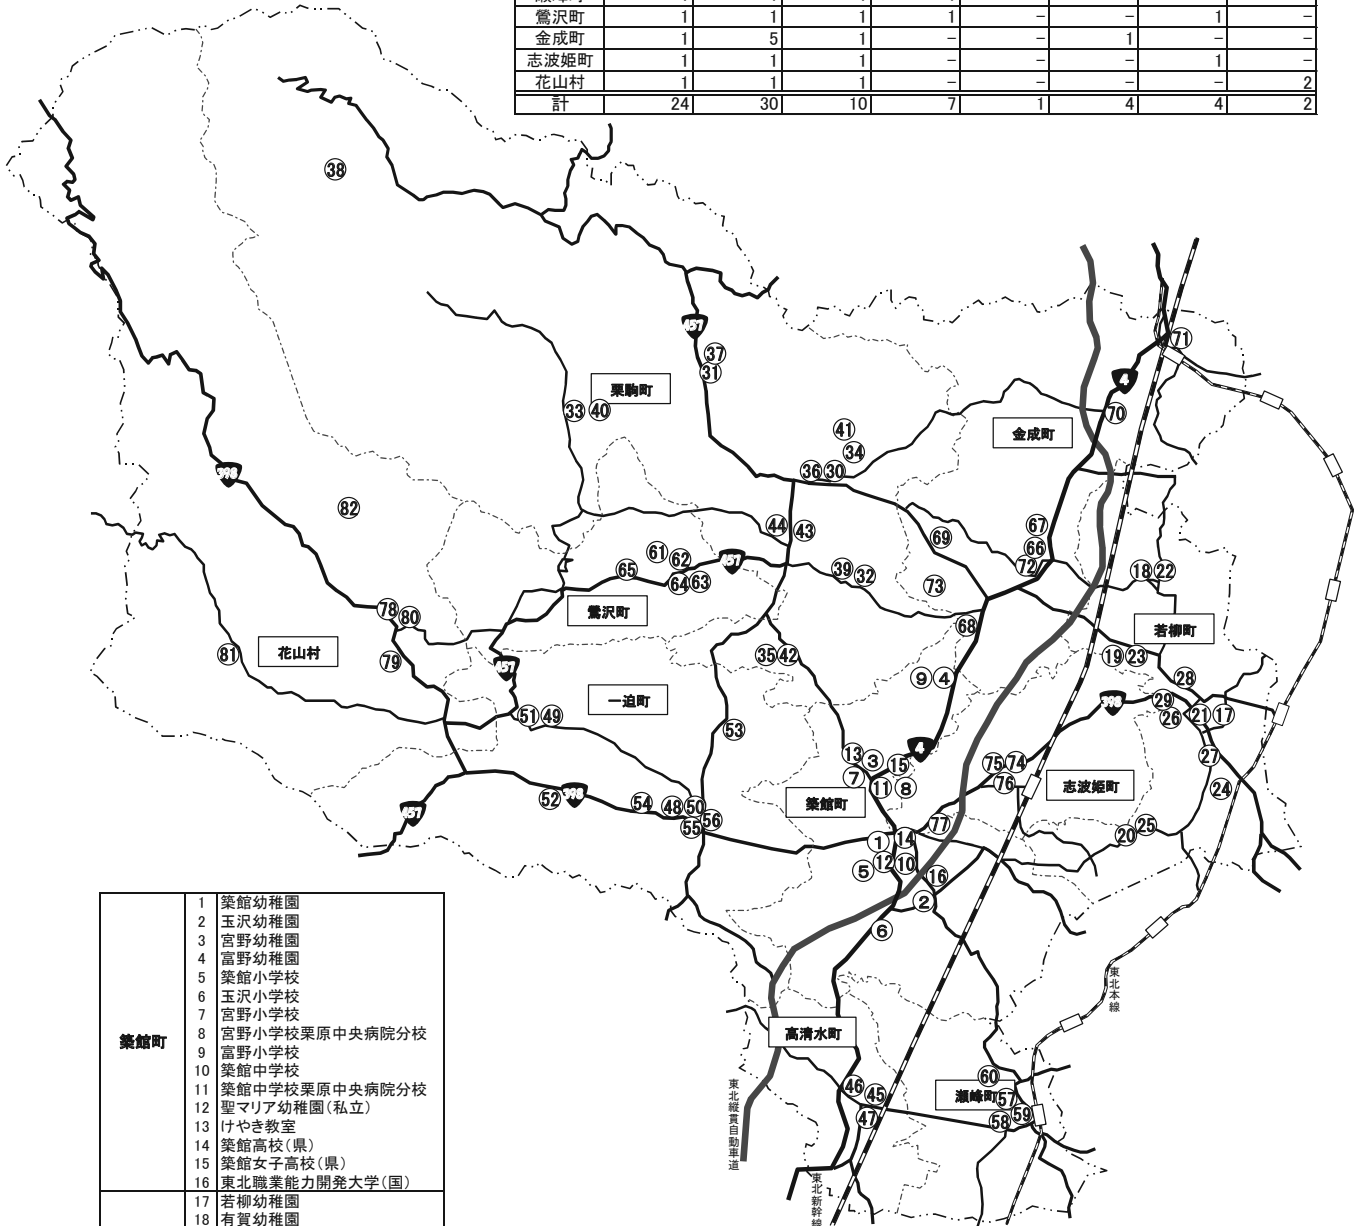 鶯沢町 1 1 1 1 － － 1 －
金成町 1 5 1 － － 1 － －
志波姫町 1 1 1 － － － 1 －
花山村 1 1 1 － － － － 2
計 24 30 10 7 1 4 4 2
38
457
71
37
31
4
栗駒町
33 40
70
41
金成町
34
36 30
398
82
44 43
67
69
66
61 62
457
72
65
39 32
18 22
64 63
73
78 80
鶯沢町
68
若柳町
81
花山村
79
35 42
19 23
457
9 4
28
一迫町
398
29
51 49
53
26 21 17
4
13 3 15
75 74
27
7
11 8
76
志波姫町
24
52 398
54 48 50
築館町
457
55 56
77
25
1 14
20
5 12 10
16
2
6
築館町
1 築館幼稚園
2 玉沢幼稚園
3 宮野幼稚園
4 富野幼稚園
5 築館小学校
6 玉沢小学校
7 宮野小学校
8 宮野小学校栗原中央病院分校
9 富野小学校
10 築館中学校
11 築館中学校栗原中央病院分校
12 聖マリア幼稚園(私立)
13 けやき教室
14 築館高校(県)
15 築館女子高校(県)
16 東北職業能力開発大学(国)
17 若柳幼稚園
18 有賀幼稚園
東北本線
高清水町
60
46 45
瀬峰町
57
47
58 59
東北縦貫自動車道
東北新幹線